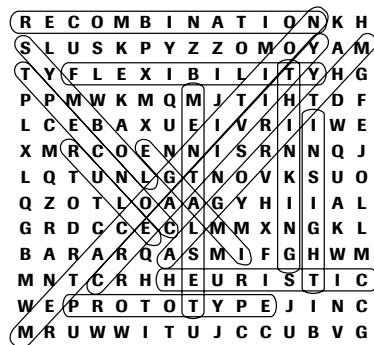 R E C O M B I N A T I O N K H
S L U S K P Y Z Z O M O Y A M
T Y F L E X I B I L I T Y H G
P P M W K M Q M J T I H T D F
L C E B A X U E I V R I I W E
X M R C O E N N I S R N N Q J
L Q T U N L G T N O V K S U O
Q Z O T L O A A G Y H I I A L
G R D C C E C L M M X N G K L
B A R A R Q A S M I F G H W M
M N T C R H H E U R I S T I C
W E P R O T O T Y P E J I N C
M R U W W I T U J C C U B V G